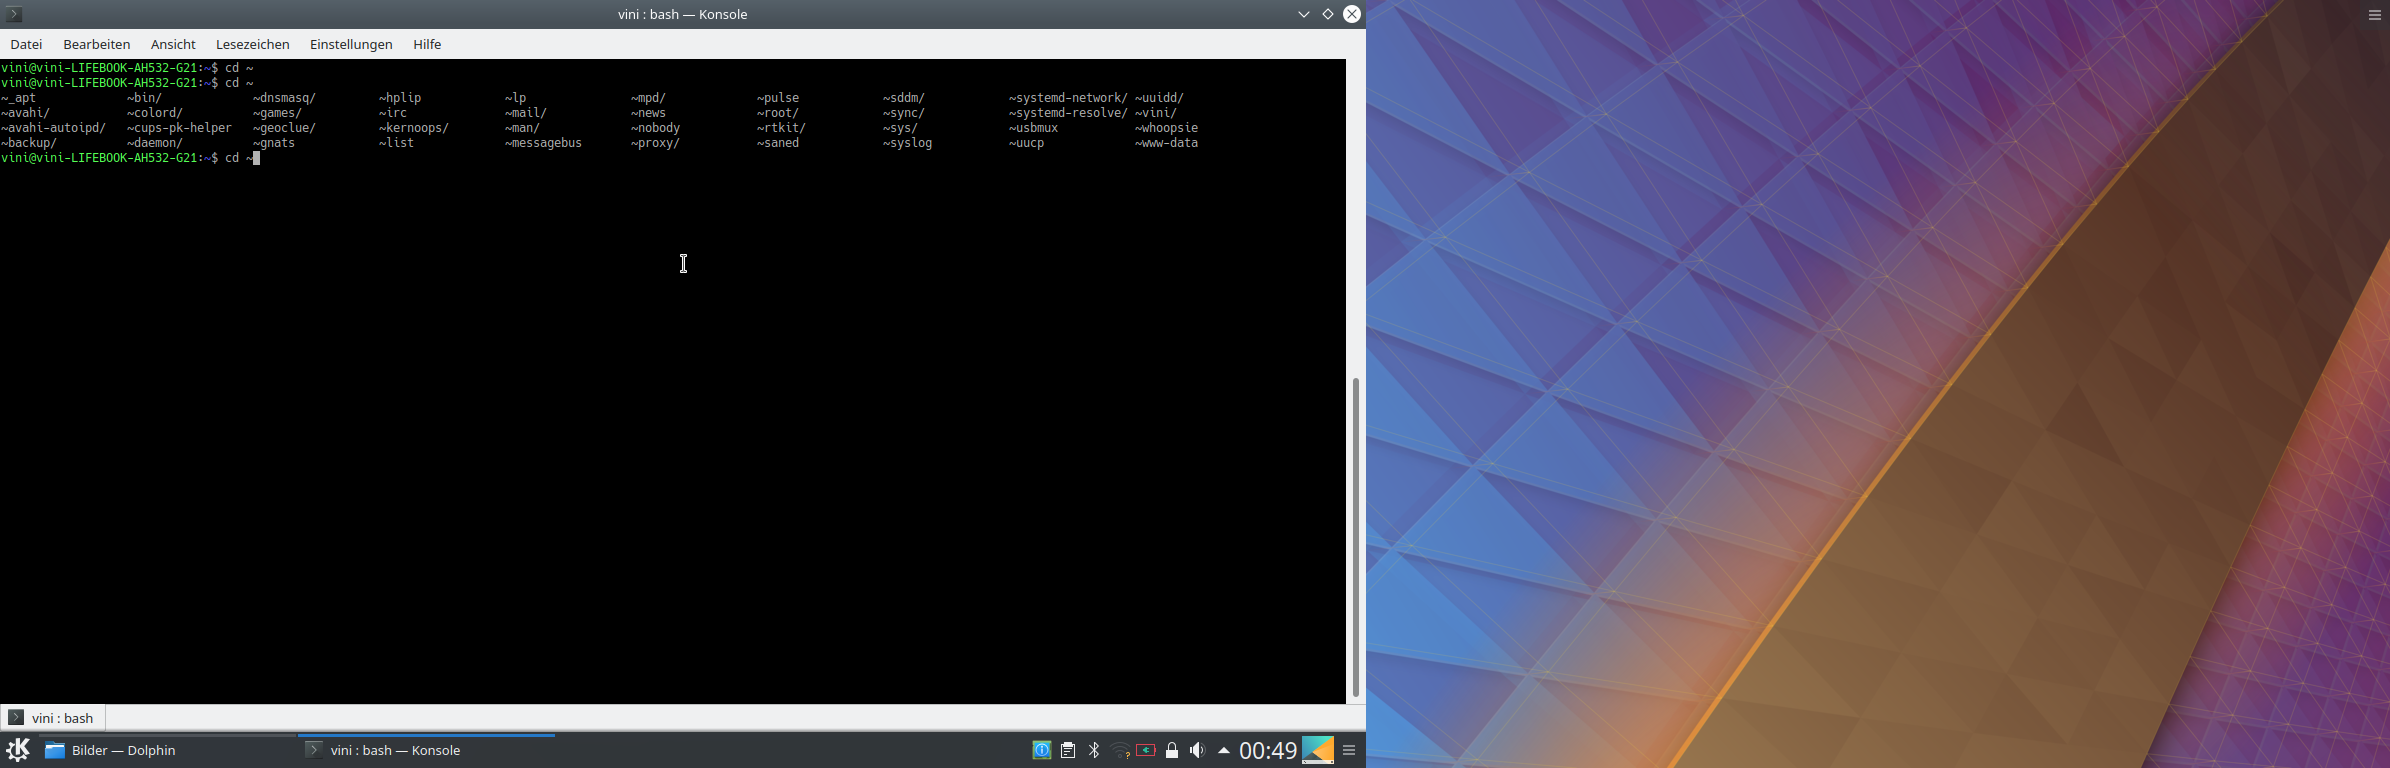 vini : bash — Konsole
Datei Bearbeiten Ansicht Lesezeichen Einstellungen Hilfe
vini@vini-LIFEBOOK-AH532-G21:~$ cd ~
vini@vini-LIFEBOOK-AH532-G21:~$ cd ~
~_apt ~bin/ ~dnsmasq/ ~hplip ~lp ~mpd/ ~pulse ~sddm/ ~systemd-network/ ~uuidd/
~avahi/ ~colord/ ~games/ ~irc ~mail/ ~news ~root/ ~sync/ ~systemd-resolve/ ~vini/
~avahi-autoipd/ ~cups-pk-helper ~geoclue/ ~kernoops/ ~man/ ~nobody ~rtkit/ ~sys/ ~usbmux ~whoopsie
~backup/ ~daemon/ ~gnats ~list ~messagebus ~proxy/ ~saned ~syslog ~uucp ~www-data
vini@vini-LIFEBOOK-AH532-G21:~$ cd ~
vini : bash
Bilder — Dolphin vini : bash — Konsole 00:49